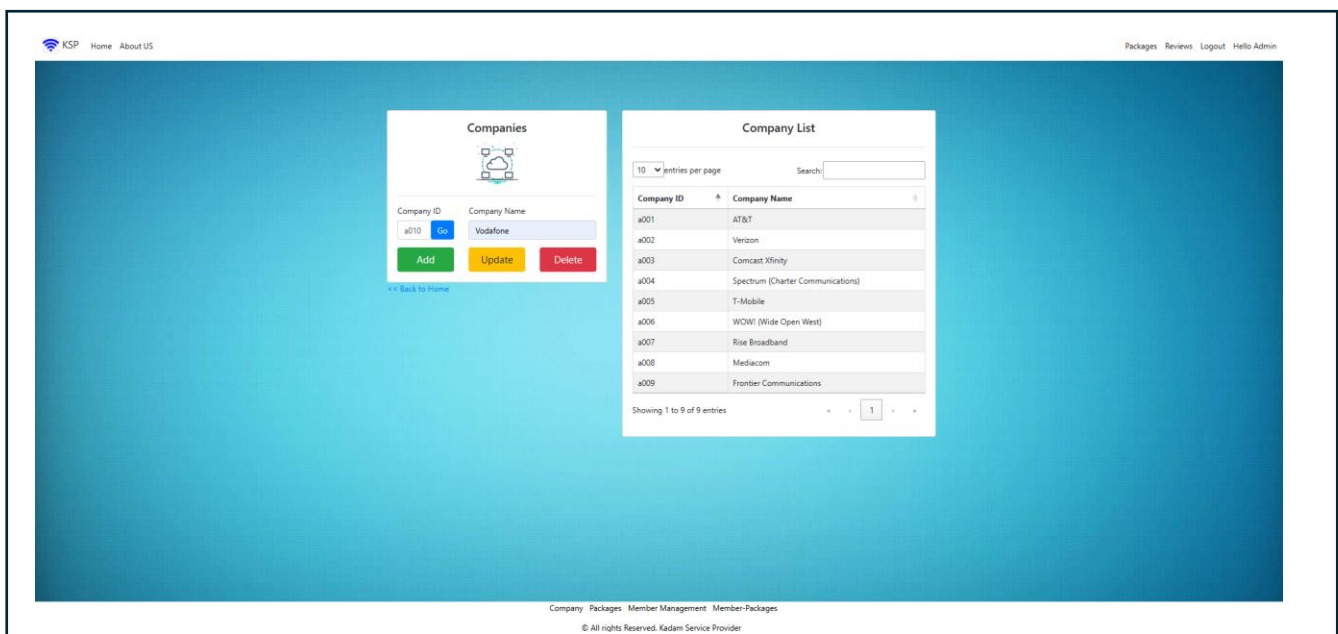 KSP Home About US
Packages Reviews Logout Hello Admin
Companies
Company ID Company Name
a010 Go Vodafone
Add Update Delete
<< Back to Home
Company List
10 entries per page Search:
Company ID Company Name
a001 AT&T
a002 Verizon
a003 Comcast Xfinity
a004 Spectrum (Charter Communications)
a005 T-Mobile
a006 WOW! (Wide Open West)
a007 Rise Broadband
a008 Mediacom
a009 Frontier Communications
Showing 1 to 9 of 9 entries « ‹ 1 › »
Company Packages Member Management Member-Packages
© All rights Reserved. Kadam Service Provider